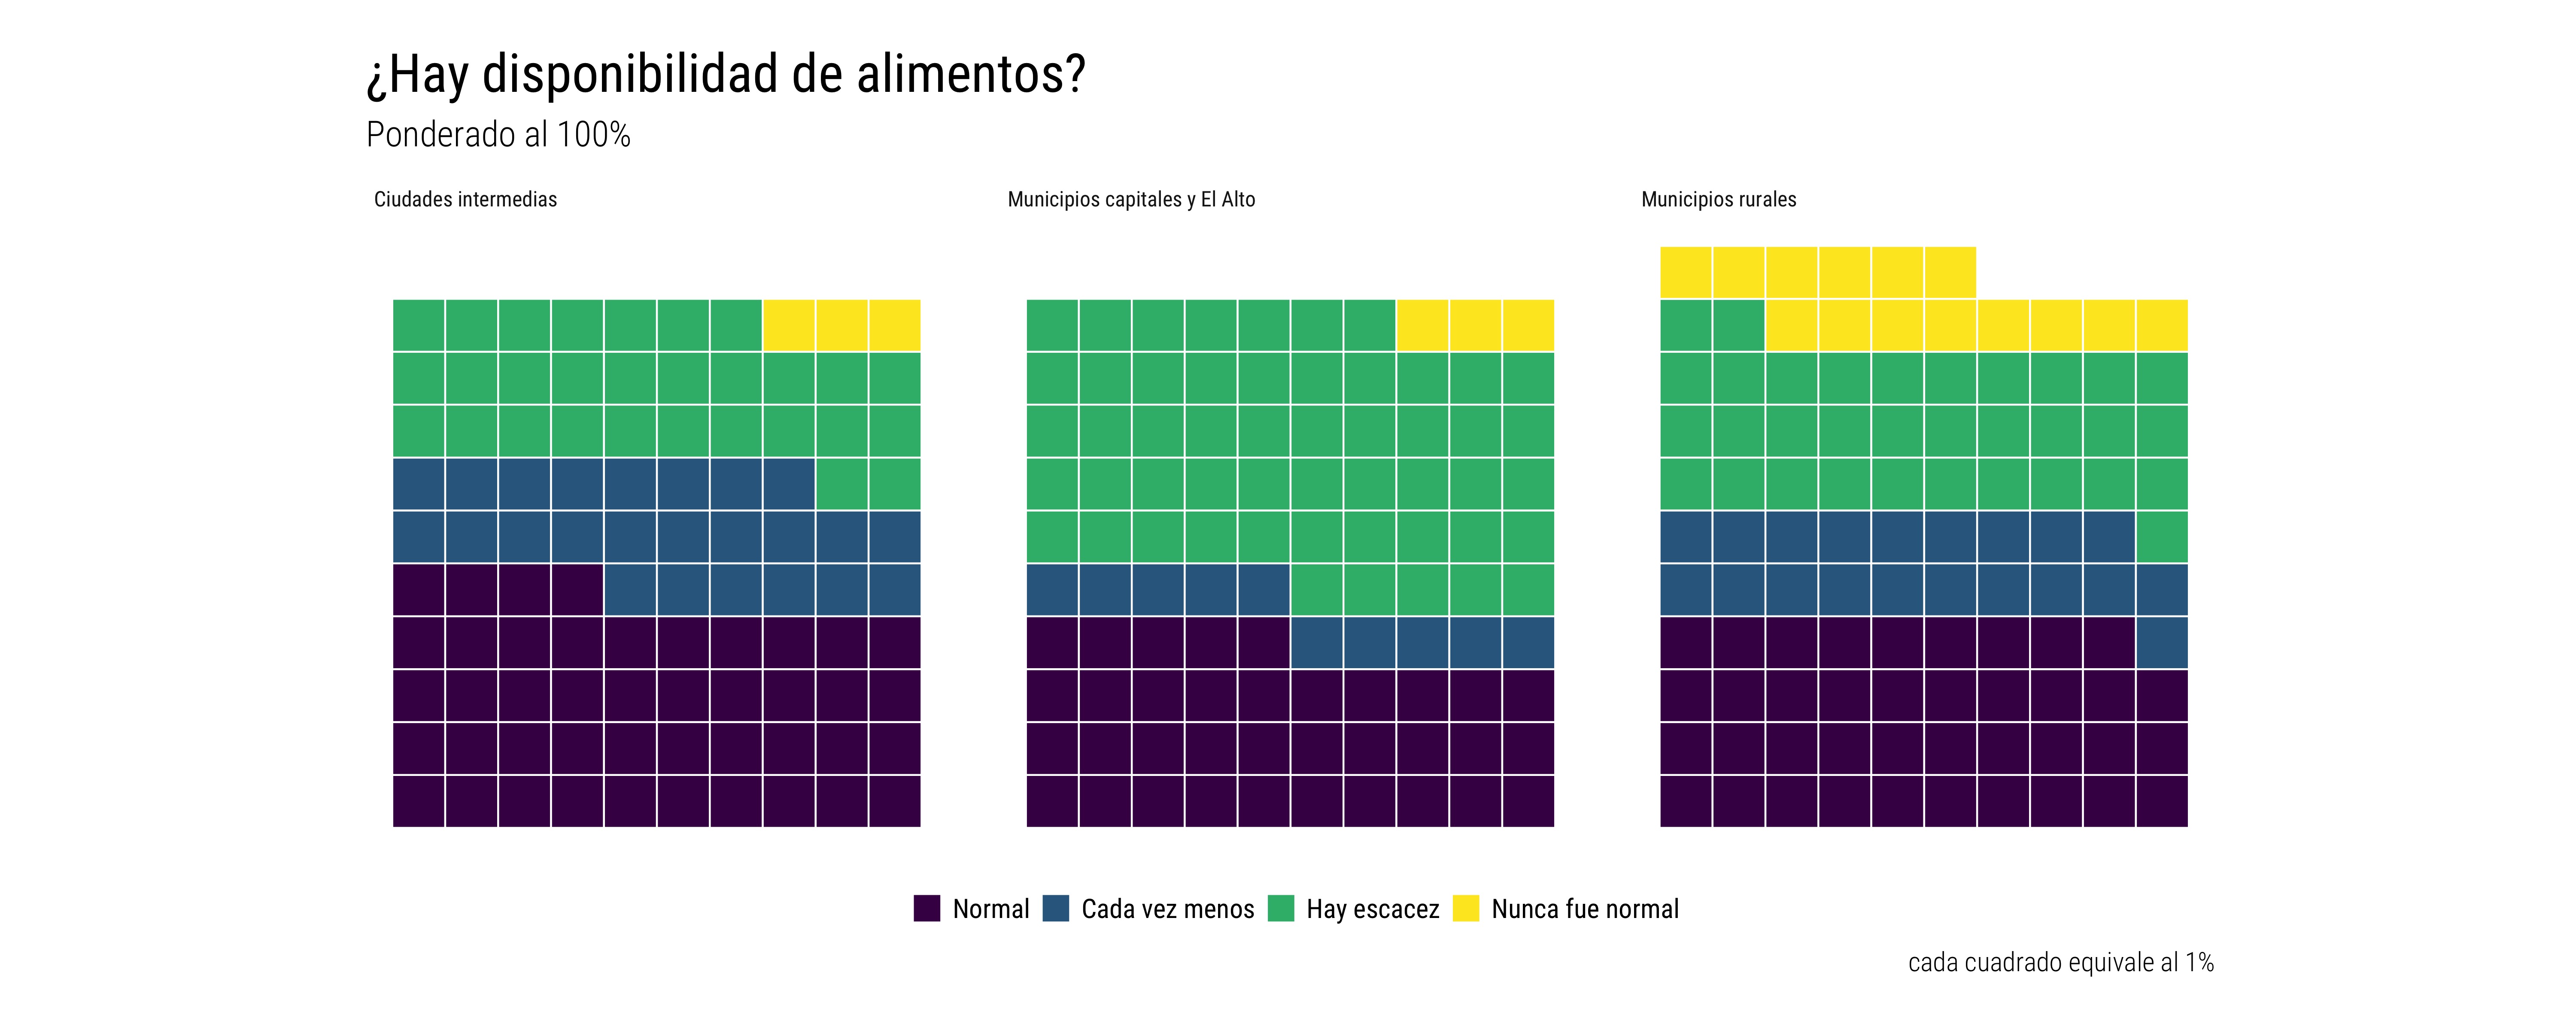 ¿Hay disponibilidad de alimentos?
Ponderado al 100%
Ciudades intermedias
Municipios capitales y El Alto
Municipios rurales
Normal
Cada vez menos
Hay escacez
Nunca fue normal
cada cuadrado equivale al 1%